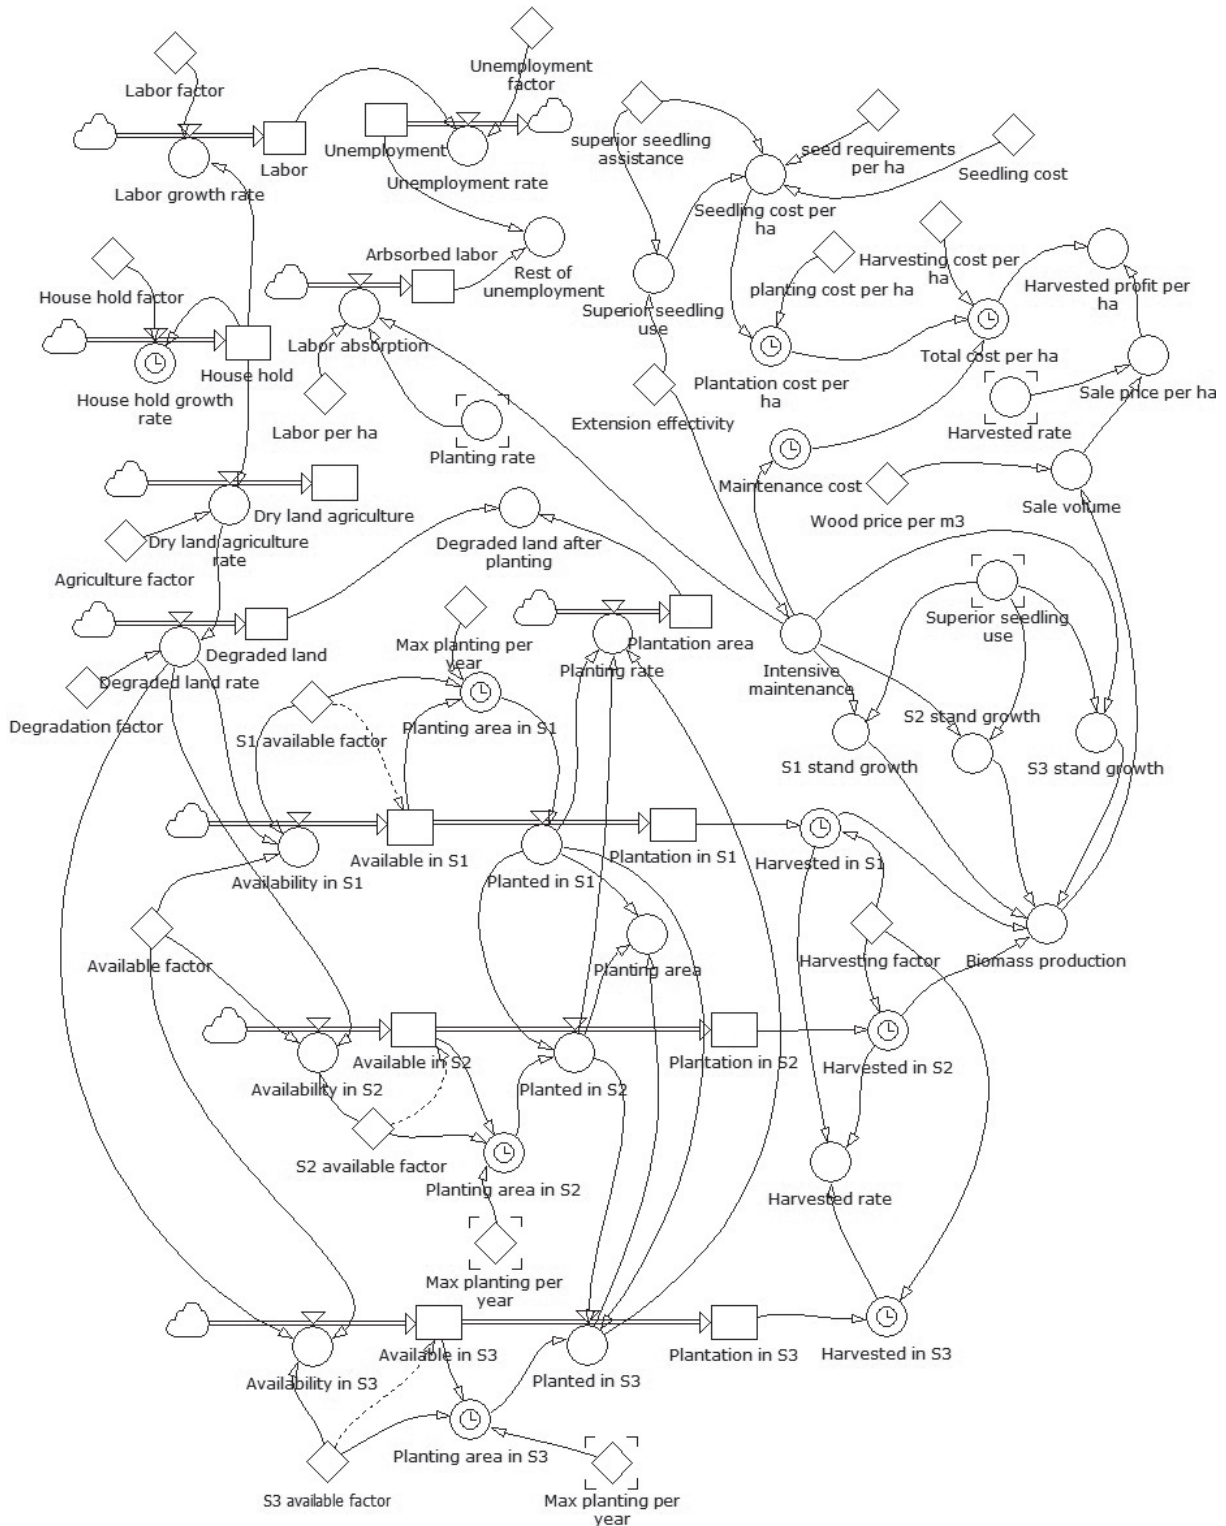 Labor factor
Unemployment
factor
Labor
Unemployment
Labor growth rate
Unemployment rate
superior seedling
assistance
seed requirements
per ha
Seedling cost
Seedling cost per
ha
House hold factor
Arbsorbed labor
Rest of
unemployment
Superior seedling
use
planting cost per ha
Harvesting cost per
ha
Harvested profit per
ha
Labor absorption
House hold
House hold growth
rate
Labor per ha
Planting rate
Extension effectivity
Plantation cost per
ha
Total cost per ha
Harvested rate
Sale price per ha
Maintenance cost
Wood price per m3
Sale volume
Dry land agriculture
Dry land agriculture
rate
Agriculture factor
Degraded land after
planting
Degraded land
Degraded land rate
Degradation factor
Max planting per
year
Planting rate
Plantation area
Intensive
maintenance
Superior seedling
use
S1 available factor
Planting area in S1
S1 stand growth
S2 stand growth
S3 stand growth
Availability in S1
Available in S1
Planted in S1
Plantation in S1
Harvested in S1
Available factor
Planting area
Harvesting factor
Biomass production
Availability in S2
Available in S2
Planted in S2
Plantation in S2
Harvested in S2
S2 available factor
Planting area in S2
Harvested rate
Max planting per
year
Availability in S3
Available in S3
Planted in S3
Plantation in S3
Harvested in S3
Planting area in S3
S3 available factor
Max planting per
year